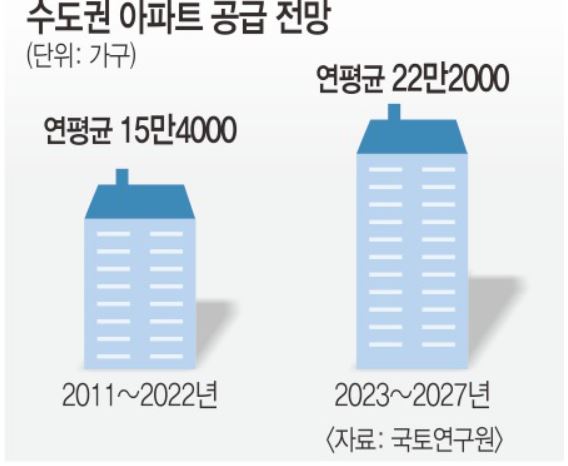 수도권 아파트 공급 전망
(단위: 가구)
연평균 22만2000
연평균 15만4000
2011～2022년
2023～2027년
〈자료: 국토연구원〉